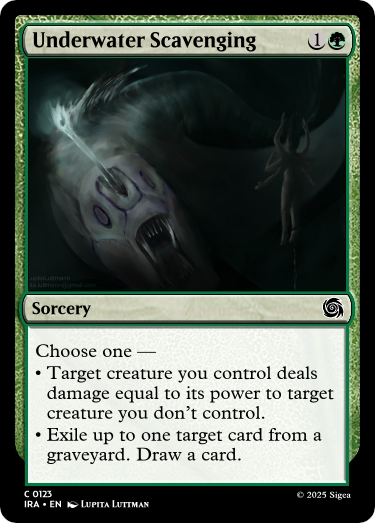 Underwater Scavenging 1
Sorcery
Choose one —
• Target creature you control deals
damage equal to its power to target
creature you don't control.
• Exile up to one target card from a
graveyard. Draw a card.
C 0123
IRA • EN Lupita Luttman
© 2025 Sigea